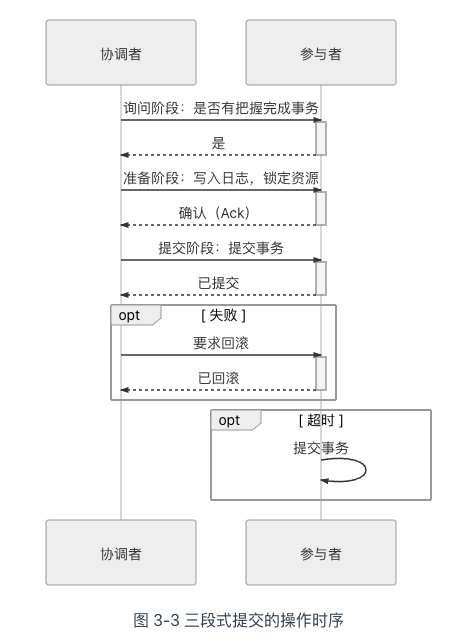 协调者
参与者
询问阶段：是否有把握完成事务
是
准备阶段：写入日志，锁定资源
确认（Ack）
提交阶段：提交事务
已提交
opt
[ 失败 ]
要求回滚
已回滚
opt
[ 超时 ]
提交事务
协调者
参与者
图 3-3 三段式提交的操作时序